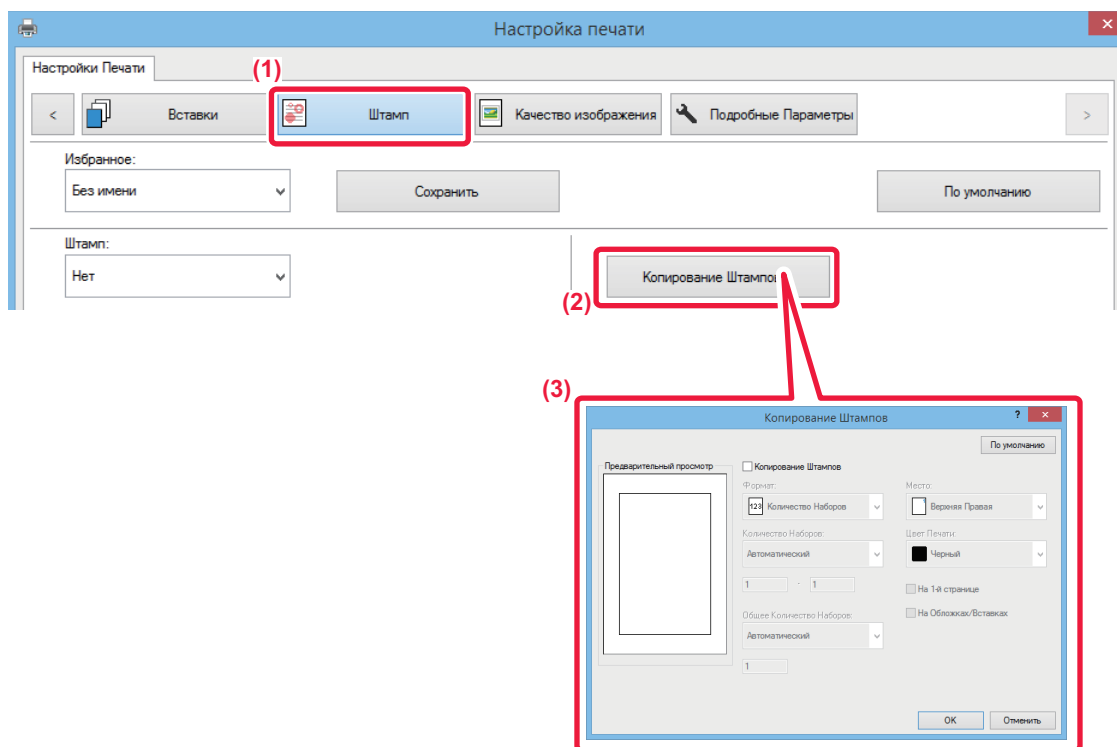 Настройка печати
Настройки Печати
(1)
< Вставки Штамп Качество изображения Подробные Параметры >
Избранное:
Без имени Сохранить По умолчанию
Штамп:
Нет Копирование Штампов
(2)
(3)
Копирование Штампов ?
По умолчанию
Предварительный просмотр Копирование Штампов
Формат: Место:
123 Количество Наборов Верхняя Правая
Количество Наборов: Цвет Печати:
Автоматический Черный
1 - 1 На 1-й странице
Общее Количество Наборов: На Обложках/Вставках
Автоматический
1
OK Отменить